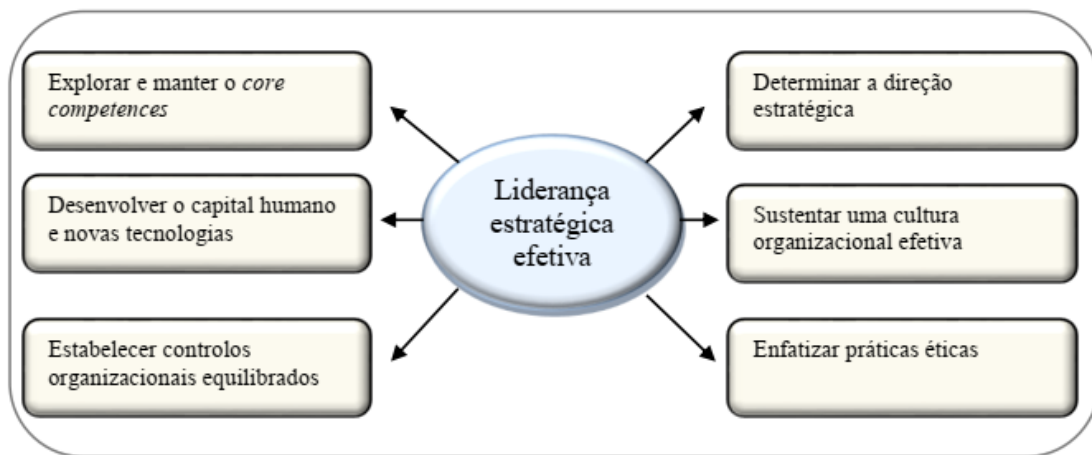 Explorar e manter o core
competences
Desenvolver o capital humano
e novas tecnologias
Estabelecer controlos
organizacionais equilibrados
Liderança
estratégica
efetiva
Determinar a direção
estratégica
Sustentar uma cultura
organizacional efetiva
Enfatizar práticas éticas